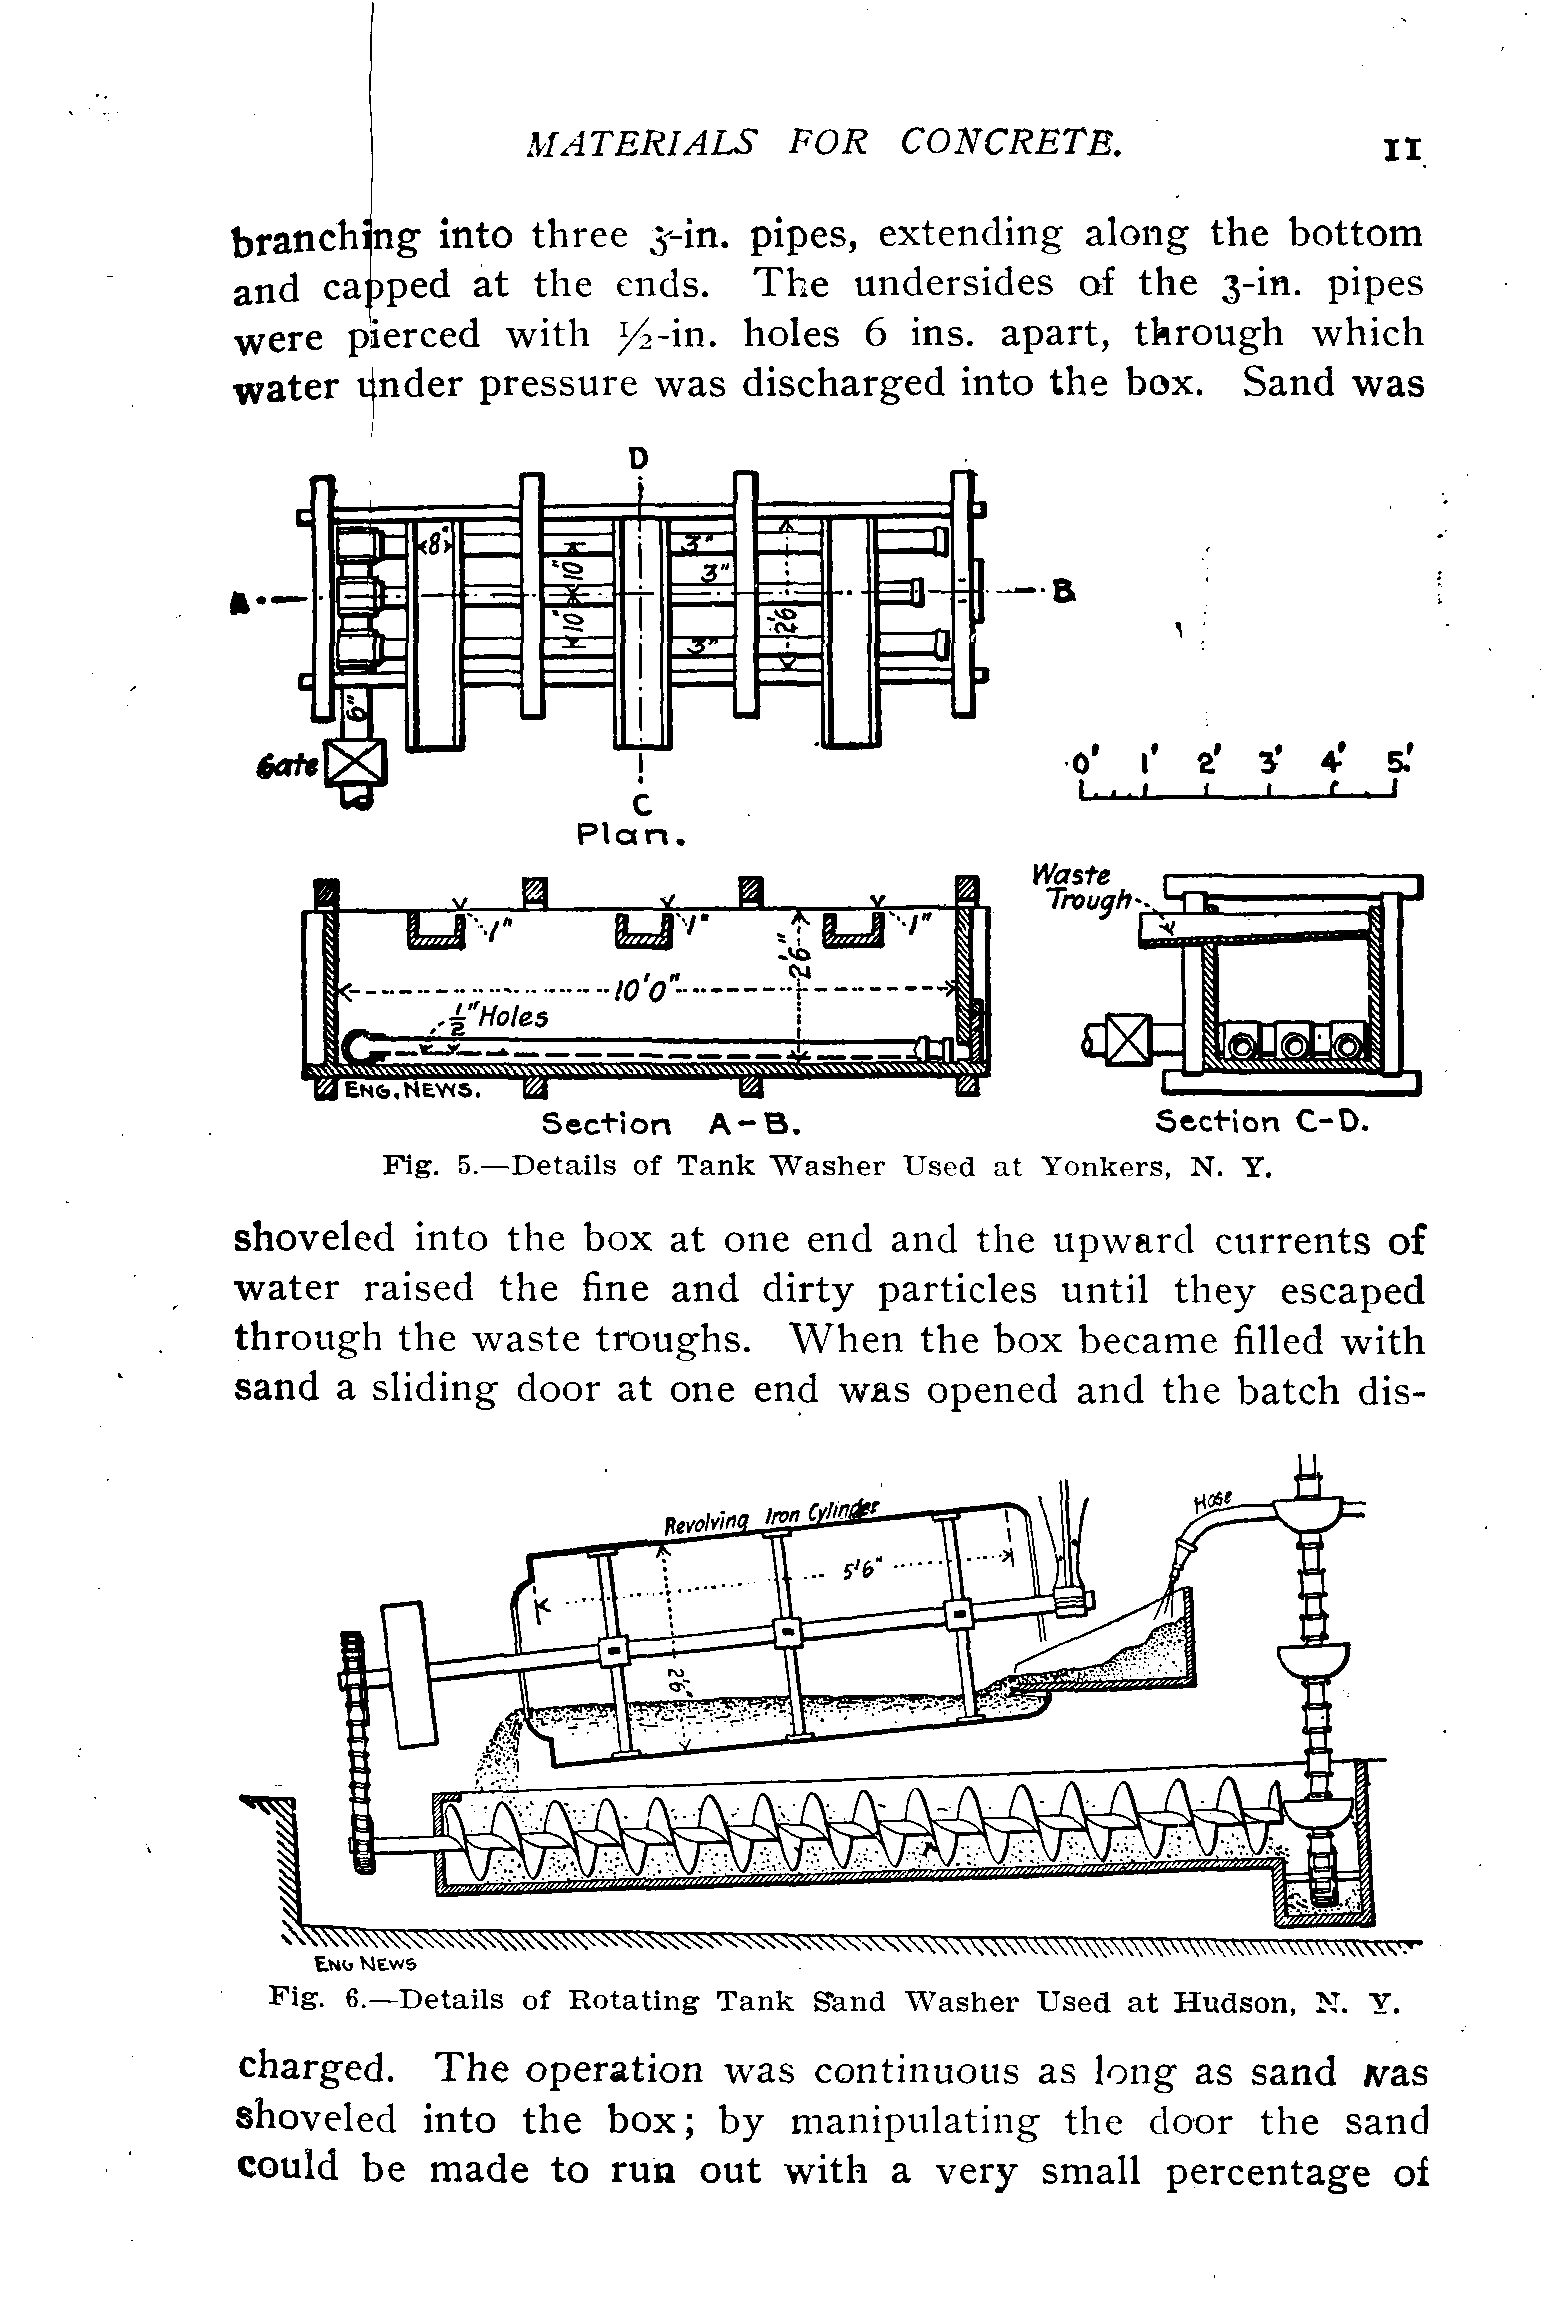 MATERIALS FOR CONCRETE. 11
branching into three 3-in. pipes, extending along the bottom
and capped at the ends. The undersides of the 3-in. pipes
were pierced with ½-in. holes 6 ins. apart, through which
water under pressure was discharged into the box. Sand was
D
8"
10"
10"
3"
3"
3"
2'6"
A
B
6"
Gate
C
Plan.
0' 1' 2' 3' 4' 5'
1" 1" 1"
2'6"
10'0"
½" Holes
ENG. NEWS.
Section A-B.
Waste
Trough
Section C-D.
Fig. 5.—Details of Tank Washer Used at Yonkers, N. Y.
shoveled into the box at one end and the upward currents of
water raised the fine and dirty particles until they escaped
through the waste troughs. When the box became filled with
sand a sliding door at one end was opened and the batch dis-
Revolving Iron Cylinder
Hose
5'6"
2'6"
ENG NEWS
Fig. 6.—Details of Rotating Tank Sand Washer Used at Hudson, N. Y.
charged. The operation was continuous as long as sand was
shoveled into the box; by manipulating the door the sand
could be made to run out with a very small percentage of